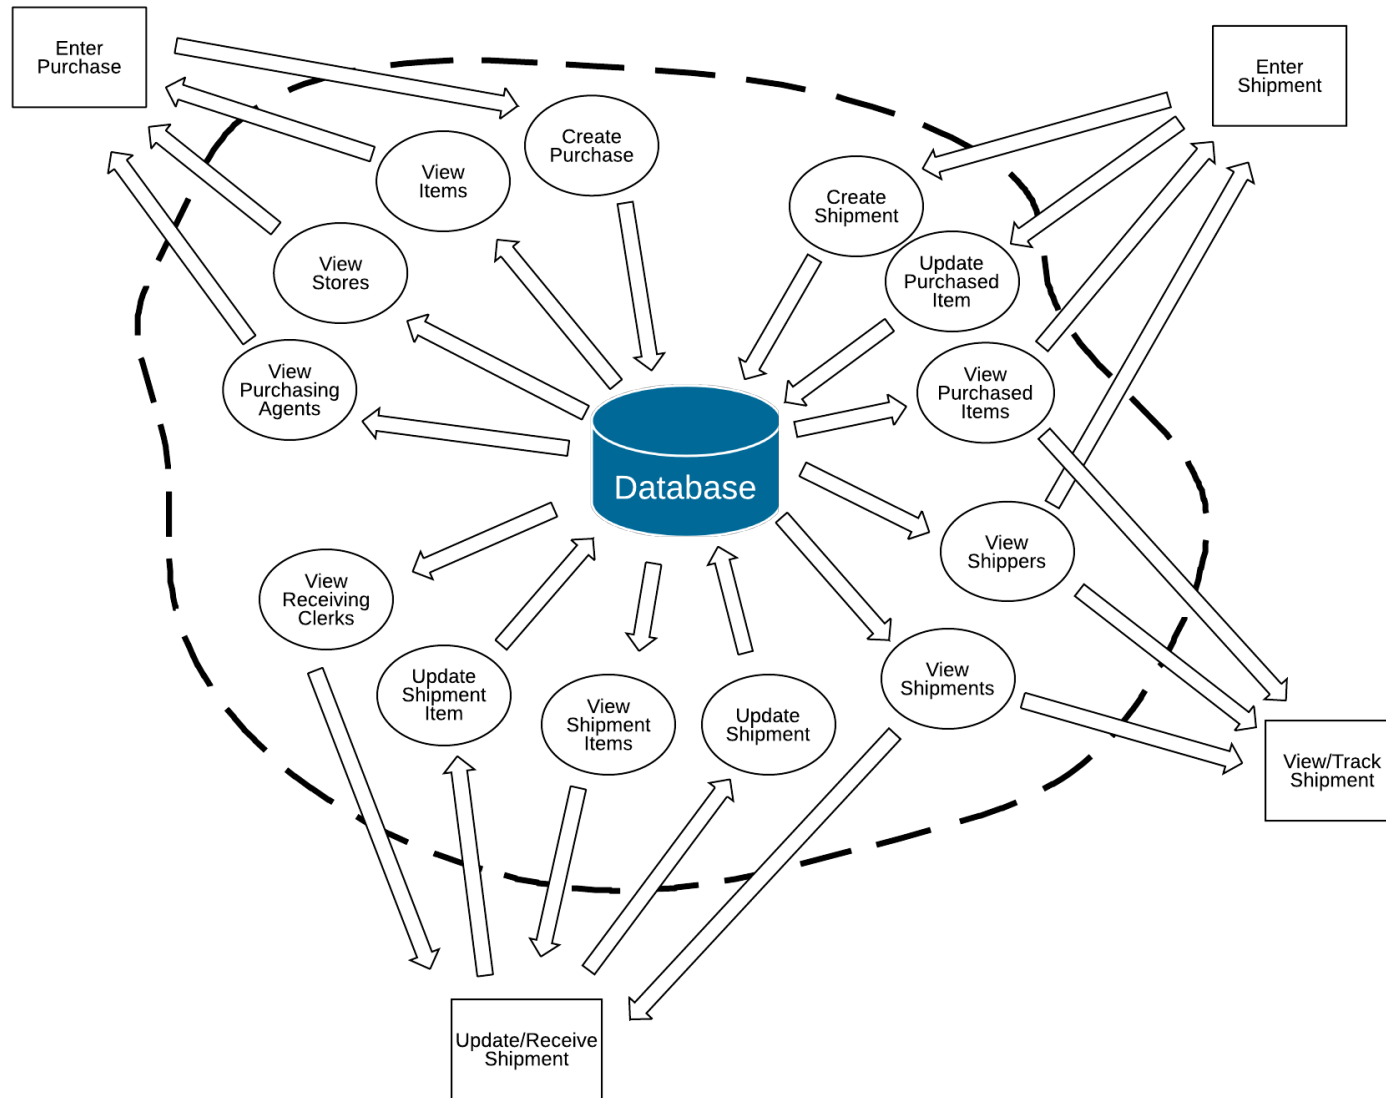 Enter
Purchase
Enter
Shipment
Create
Purchase
View
Items
Create
Shipment
View
Stores
Update
Purchased
Item
View
Purchasing
Agents
View
Purchased
Items
Database
View
Shippers
View
Receiving
Clerks
Update
Shipment
Item
View
Shipment
Items
Update
Shipment
View
Shipments
View/Track
Shipment
Update/Receive
Shipment